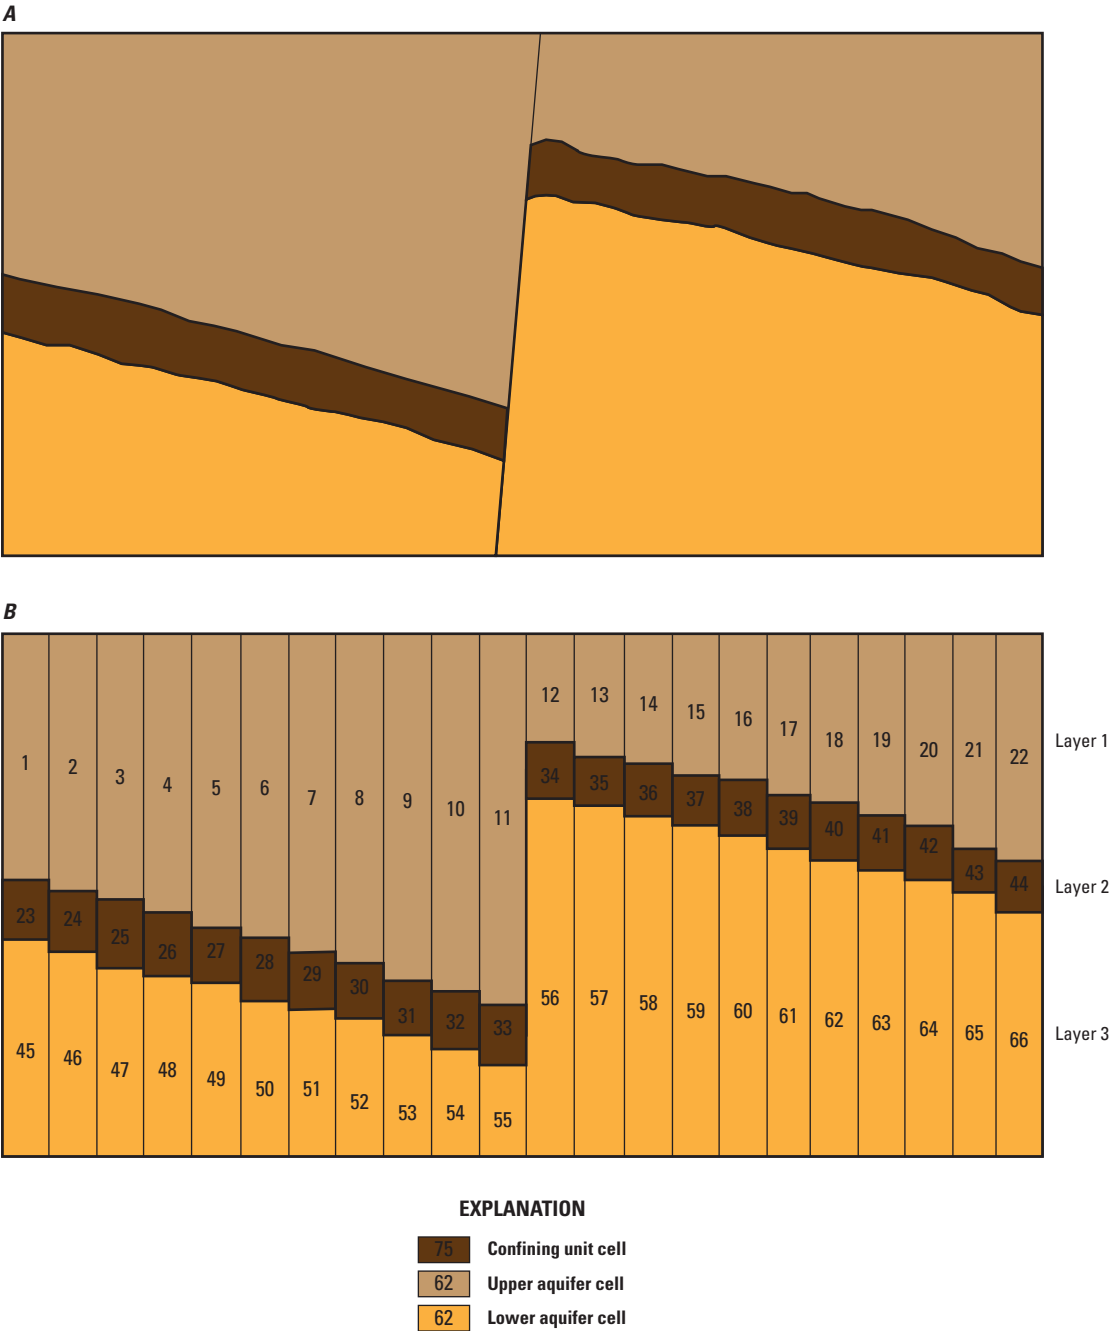 A
B
1 2 3 4 5 6 7 8 9 10 11 12 13 14 15 16 17 18 19 20 21 22 Layer 1
23 24 25 26 27 28 29 30 31 32 33 34 35 36 37 38 39 40 41 42 43 44 Layer 2
45 46 47 48 49 50 51 52 53 54 55 56 57 58 59 60 61 62 63 64 65 66 Layer 3
EXPLANATION
75 Confining unit cell
62 Upper aquifer cell
62 Lower aquifer cell